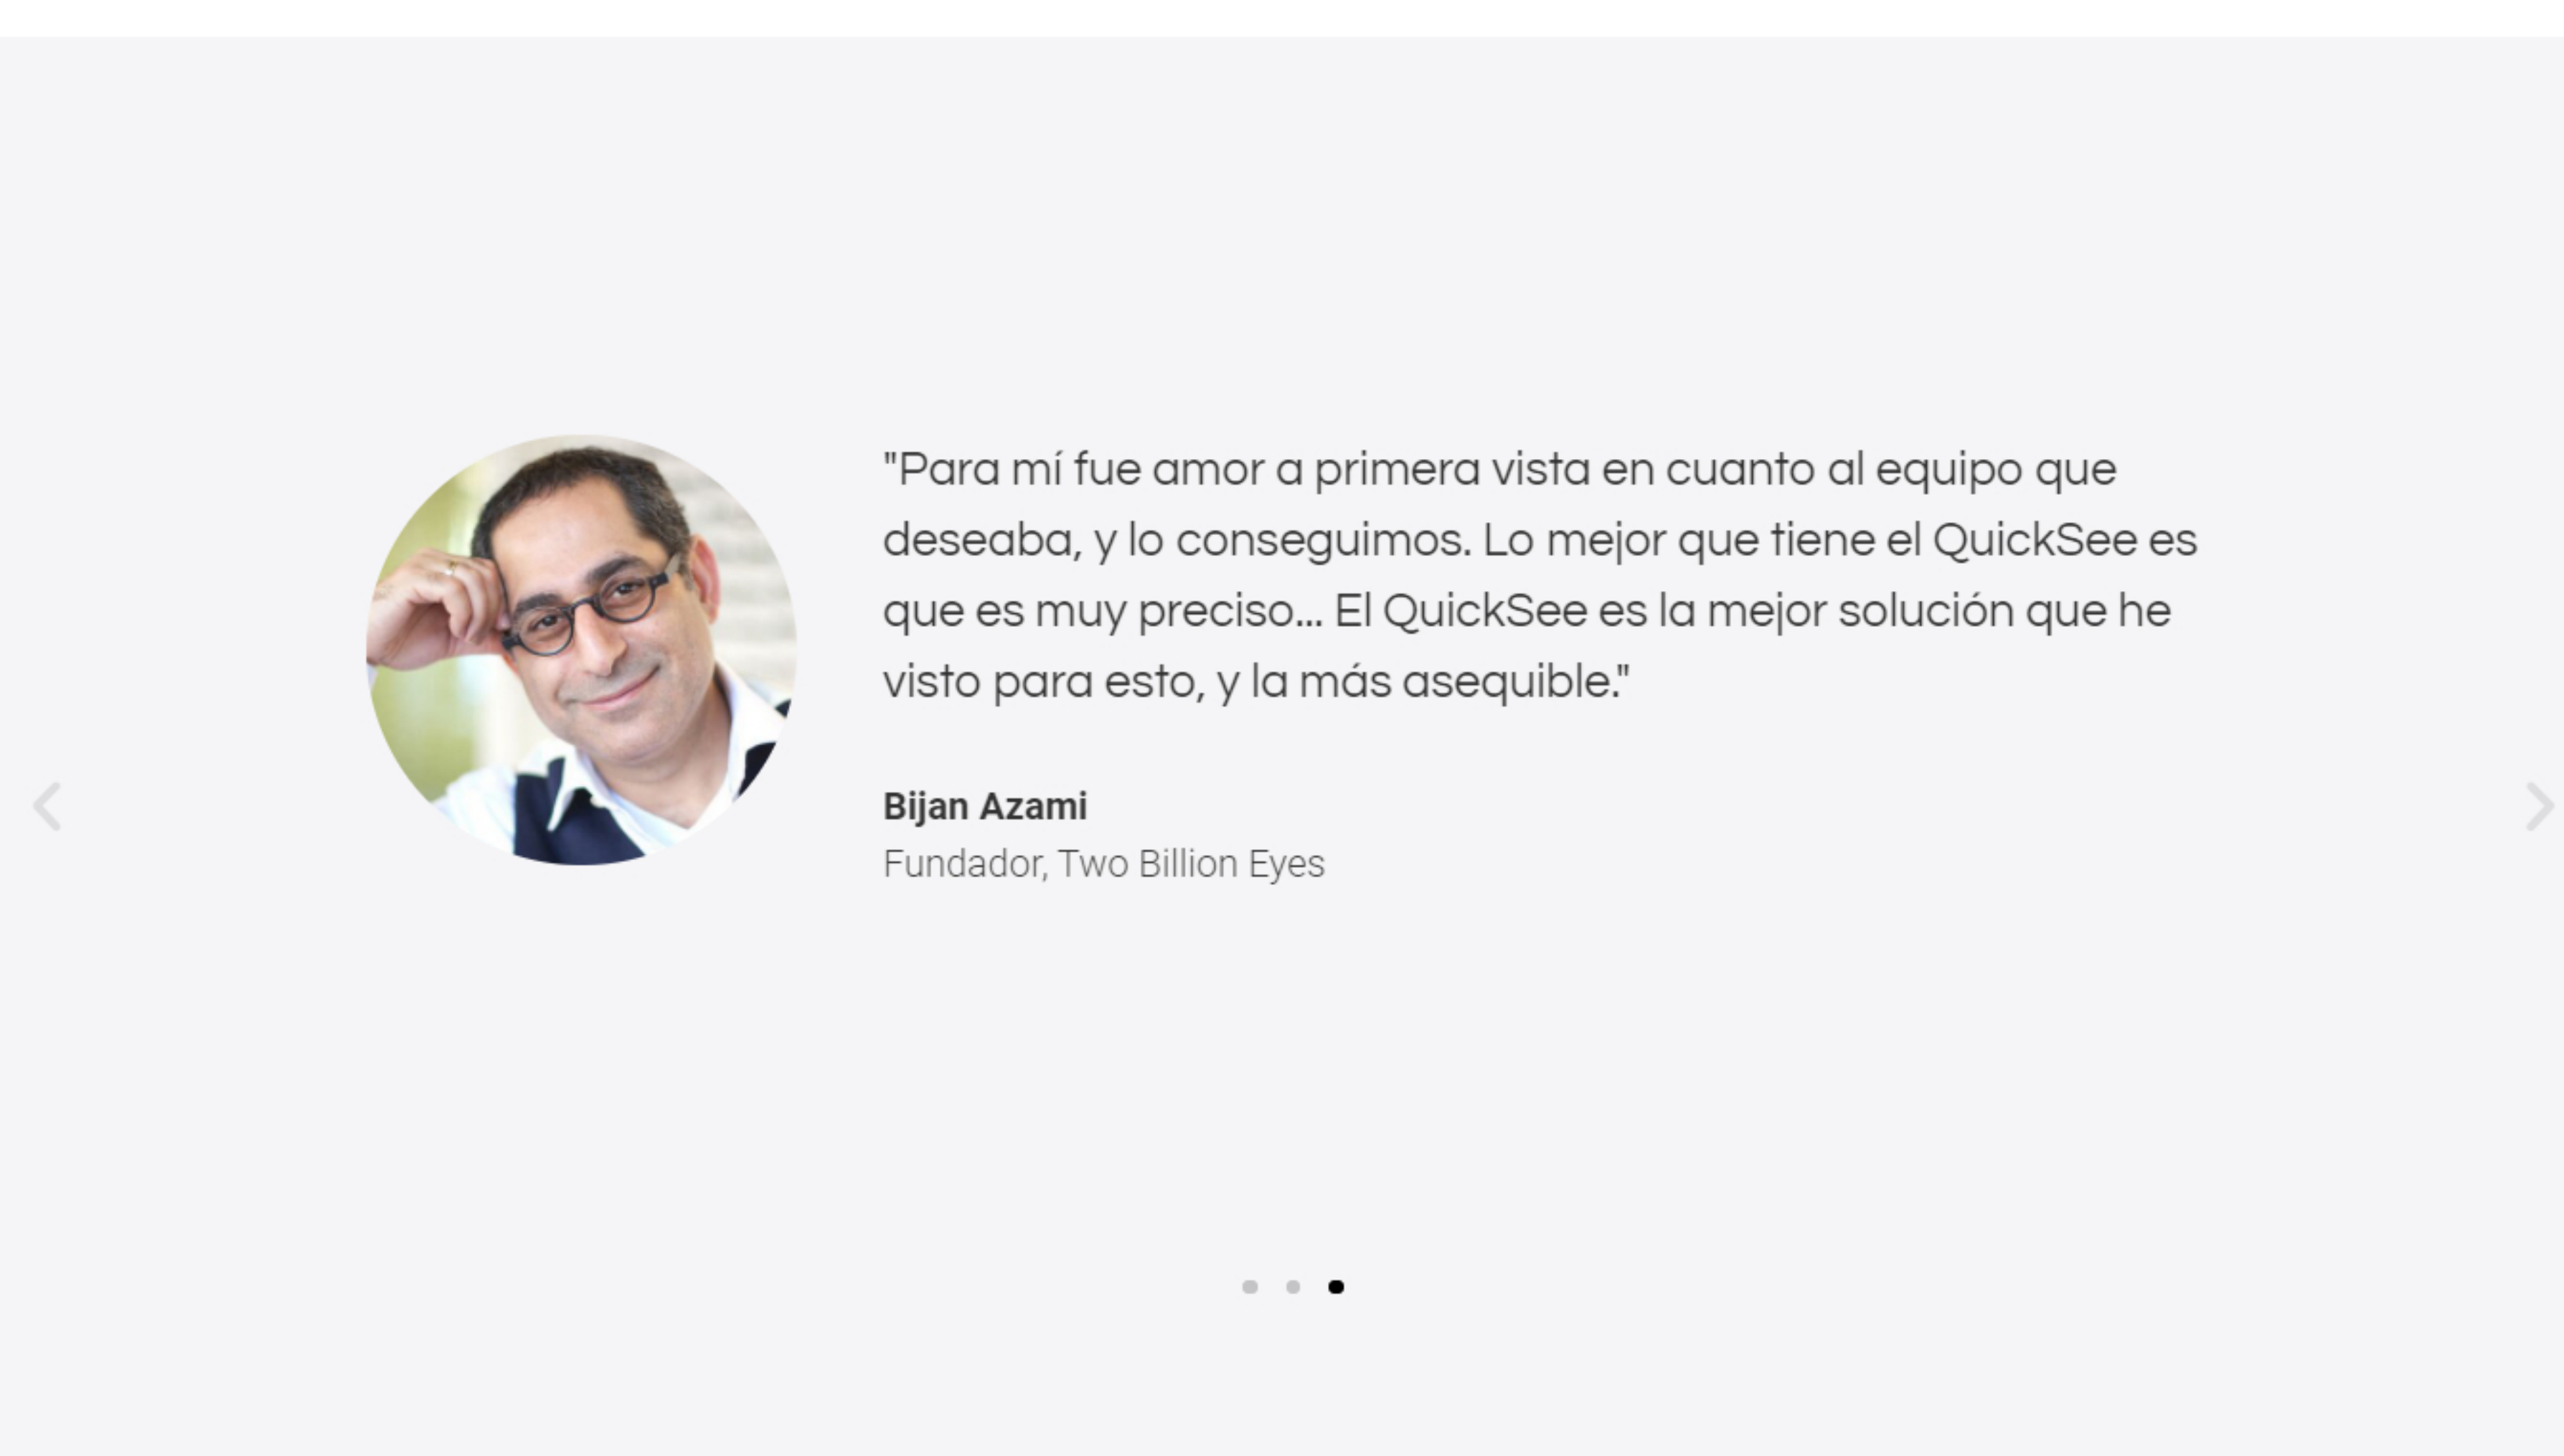 "Para mí fue amor a primera vista en cuanto al equipo que
deseaba, y lo conseguimos. Lo mejor que tiene el QuickSee es
que es muy preciso... El QuickSee es la mejor solución que he
visto para esto, y la más asequible."
Bijan Azami
Fundador, Two Billion Eyes